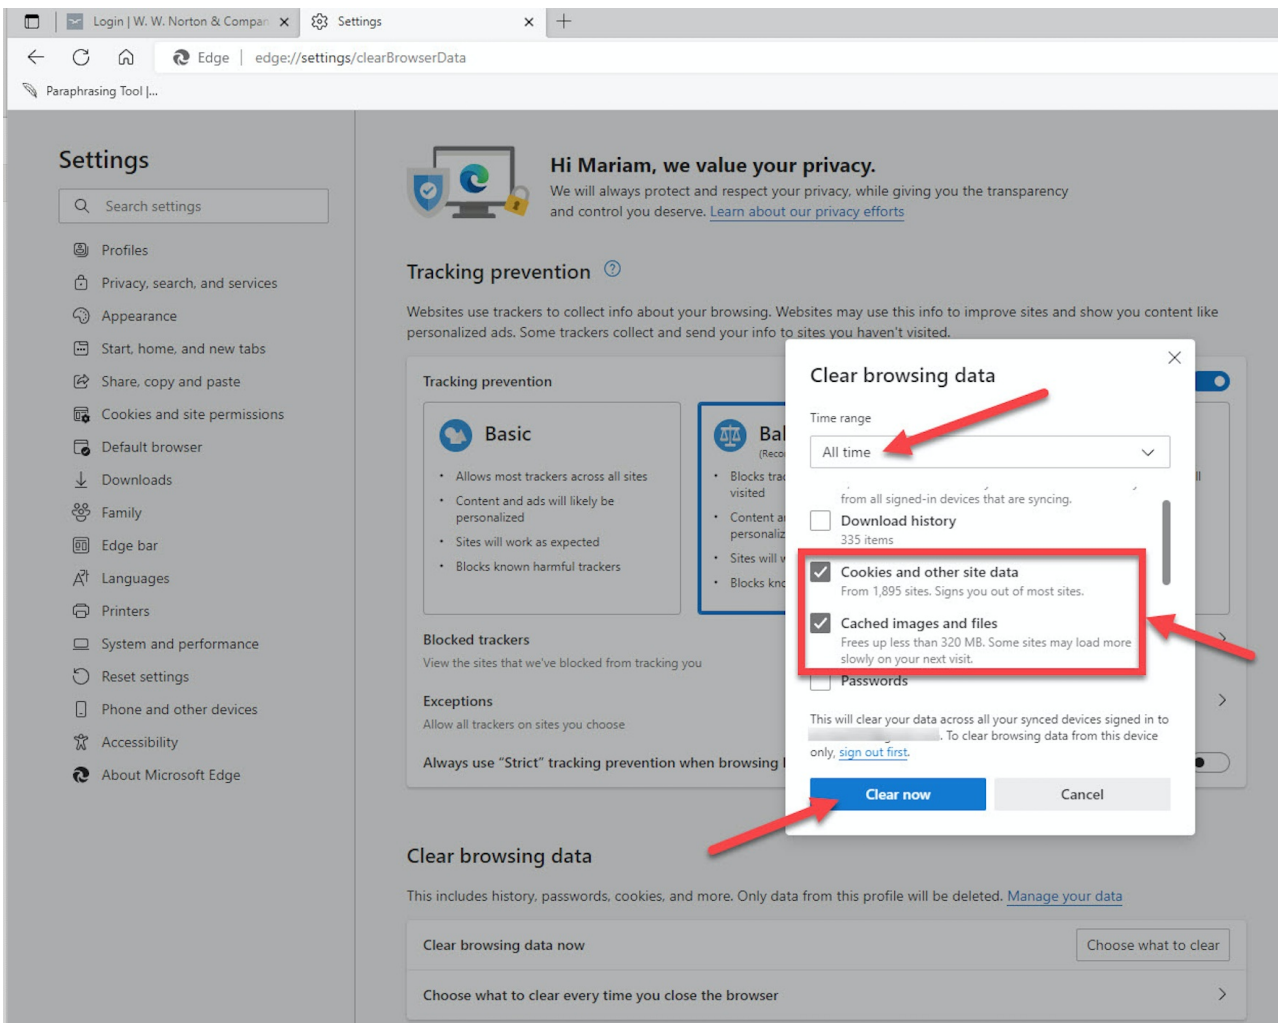 Login | W. W. Norton & Compan
Settings
Edge
edge://settings/clearBrowserData
Paraphrasing Tool |...
Settings
Search settings
Profiles
Privacy, search, and services
Appearance
Start, home, and new tabs
Share, copy and paste
Cookies and site permissions
Default browser
Downloads
Family
Edge bar
Languages
Printers
System and performance
Reset settings
Phone and other devices
Accessibility
About Microsoft Edge
Hi Mariam, we value your privacy.
We will always protect and respect your privacy, while giving you the transparency
and control you deserve. Learn about our privacy efforts
Tracking prevention
Websites use trackers to collect info about your browsing. Websites may use this info to improve sites and show you content like
personalized ads. Some trackers collect and send your info to sites you haven't visited.
Tracking prevention
Basic
• Allows most trackers across all sites
• Content and ads will likely be
personalized
• Sites will work as expected
• Blocks known harmful trackers
Bal
(Reco
• Blocks trac
visited
• Content a
personaliz
• Sites will w
• Blocks kno
Blocked trackers
View the sites that we've blocked from tracking you
Exceptions
Allow all trackers on sites you choose
Always use "Strict" tracking prevention when browsing
Clear browsing data
Time range
All time
from all signed-in devices that are syncing.
Download history
335 items
Cookies and other site data
From 1,895 sites. Signs you out of most sites.
Cached images and files
Frees up less than 320 MB. Some sites may load more
slowly on your next visit.
Passwords
This will clear your data across all your synced devices signed in to
. To clear browsing data from this device
only, sign out first.
Clear now
Cancel
Clear browsing data
This includes history, passwords, cookies, and more. Only data from this profile will be deleted. Manage your data
Clear browsing data now
Choose what to clear
Choose what to clear every time you close the browser